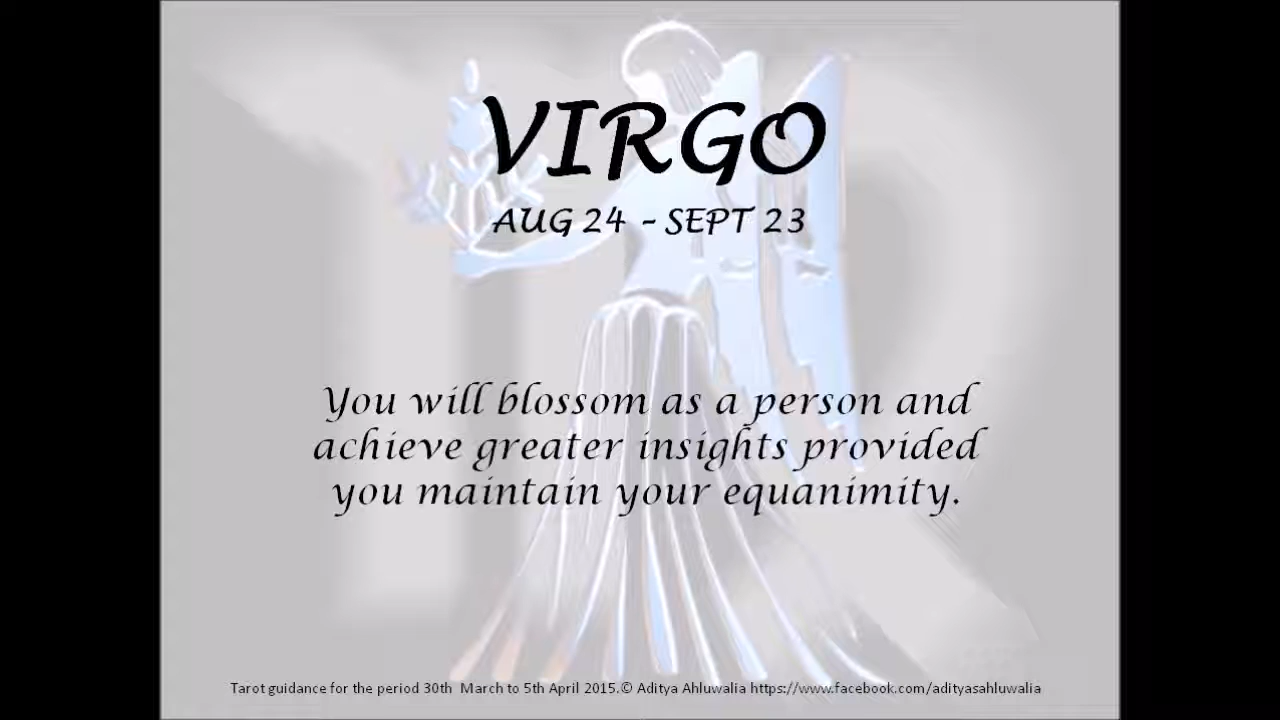 VIRGO
AUG 24 - SEPT 23
You will blossom as a person and
achieve greater insights provided
you maintain your equanimity.
Tarot guidance for the period 30th  March to 5th April 2015.© Aditya Ahluwalia https://www.facebook.com/adityasahluwalia